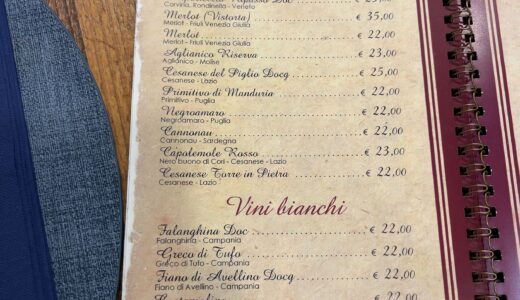 Corvina, Rondinella - Veneto
Merlot (Vistorta) € 35,00
Merlot - Friuli Venezia Giulia
Merlot € 22,00
Merlot - Friuli Venezia Giulia
Aglianico Riserva € 23,00
Aglianico - Molise
Cesanese del Piglio Docg € 25,00
Cesanese - Lazio
Primitivo di Manduria € 22,00
Primitivo - Puglia
Negroamaro € 22,00
Negroamaro - Puglia
Cannonau € 22,00
Cannonau - Sardegna
Capolemole Rosso € 23,00
Nero buono di Cori - Cesanese - Lazio
Cesanese Torre in Pietra € 22,00
Cesanese - Lazio
Vini bianchi
Falanghina Doc € 22,00
Falanghina - Campania
Greco di Tufo € 22,00
Greco di Tufo - Campania
Fiano di Avellino Docg € 22,00
Fiano di Avellino - Campania